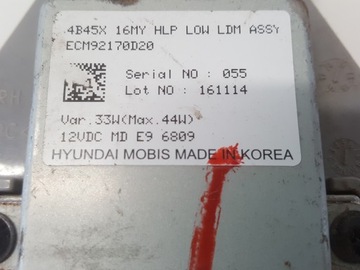 4B45X 16MY HLP LOW LDM ASSY
ECM92170D20
Serial NO : 055
Lot NO : 161114
Var.33W(Max.44W)
12VDC MD E9 6809
HYUNDAI MOBIS MADE IN KOREA